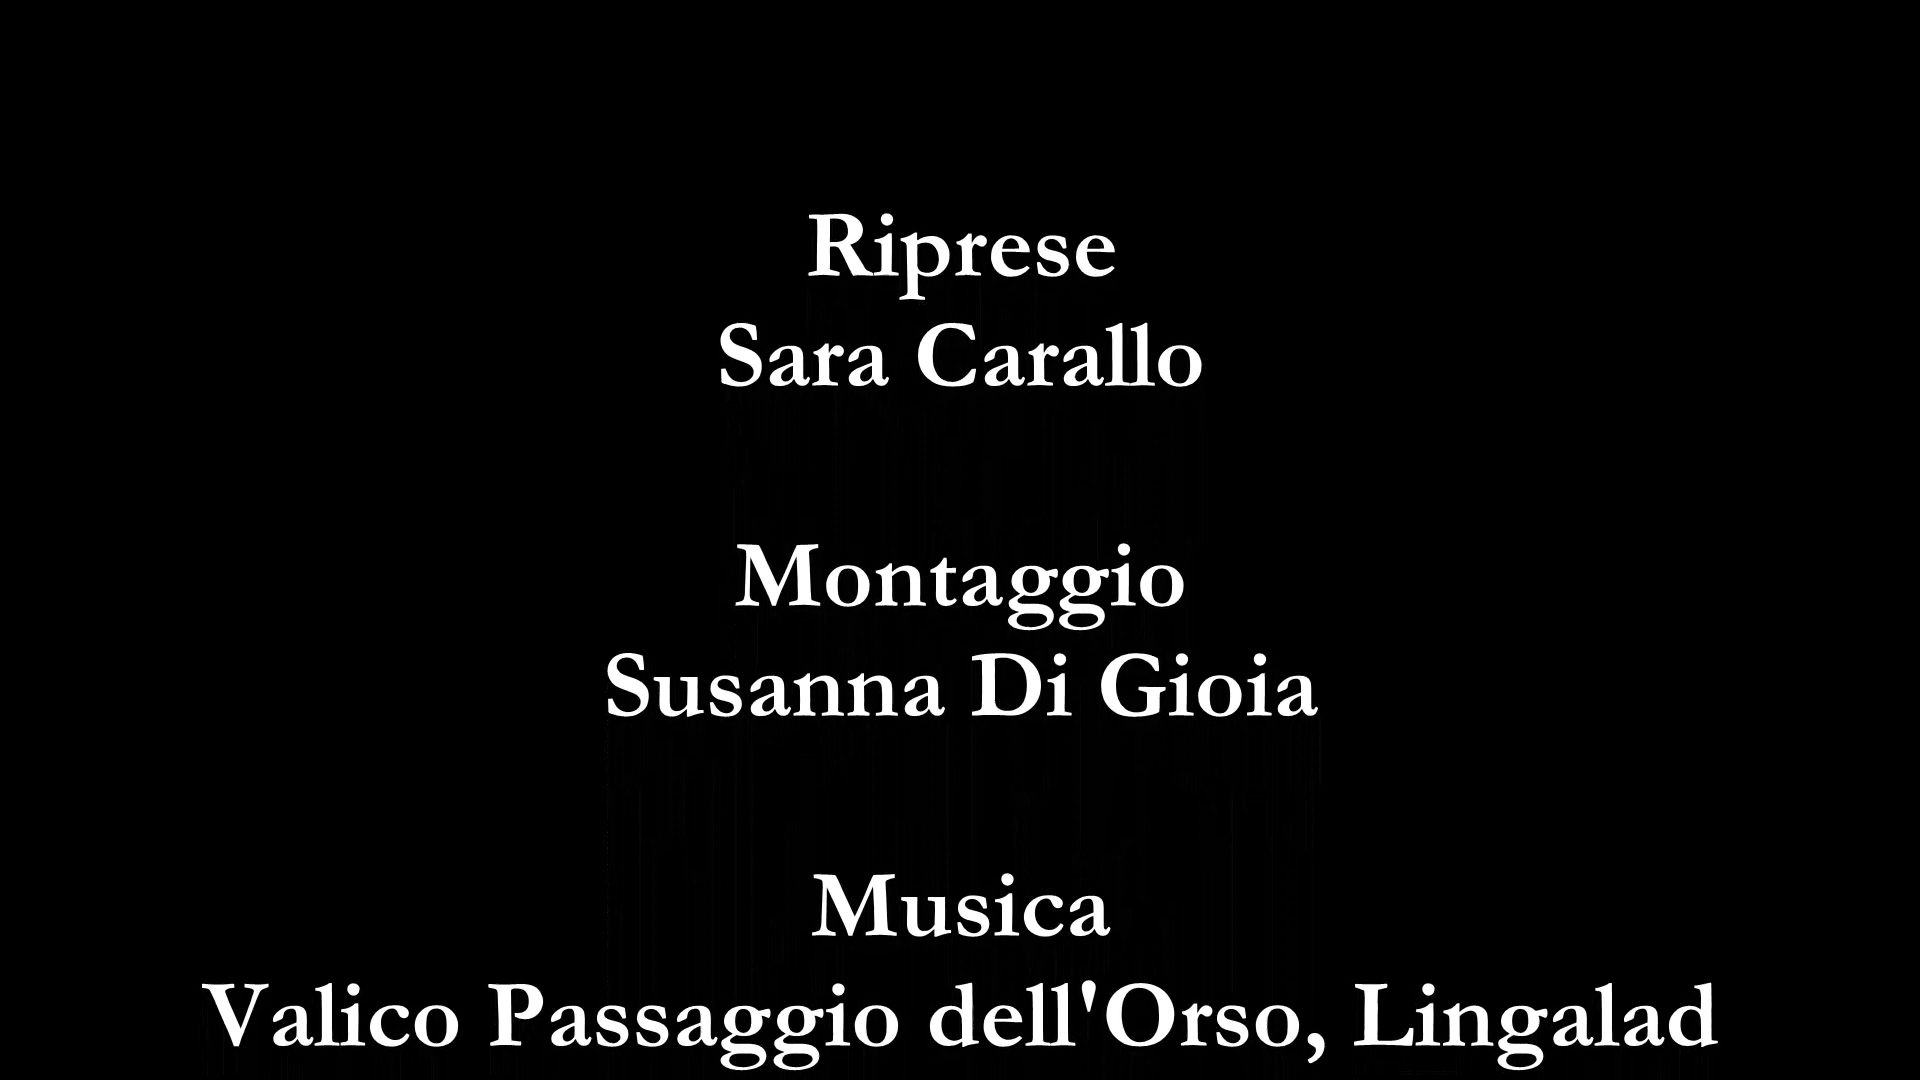 Riprese
Sara Carallo
Montaggio
Susanna Di Gioia
Musica
Valico Passaggio dell'Orso, Lingalad